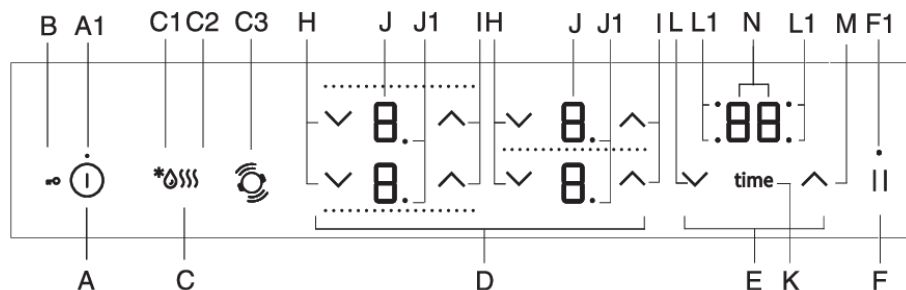 B A1 C1 C2 C3 H J J1 I H J J1 I L L1 N L1 M F1
8. 8. 88
8. 8. time
A C D E K F